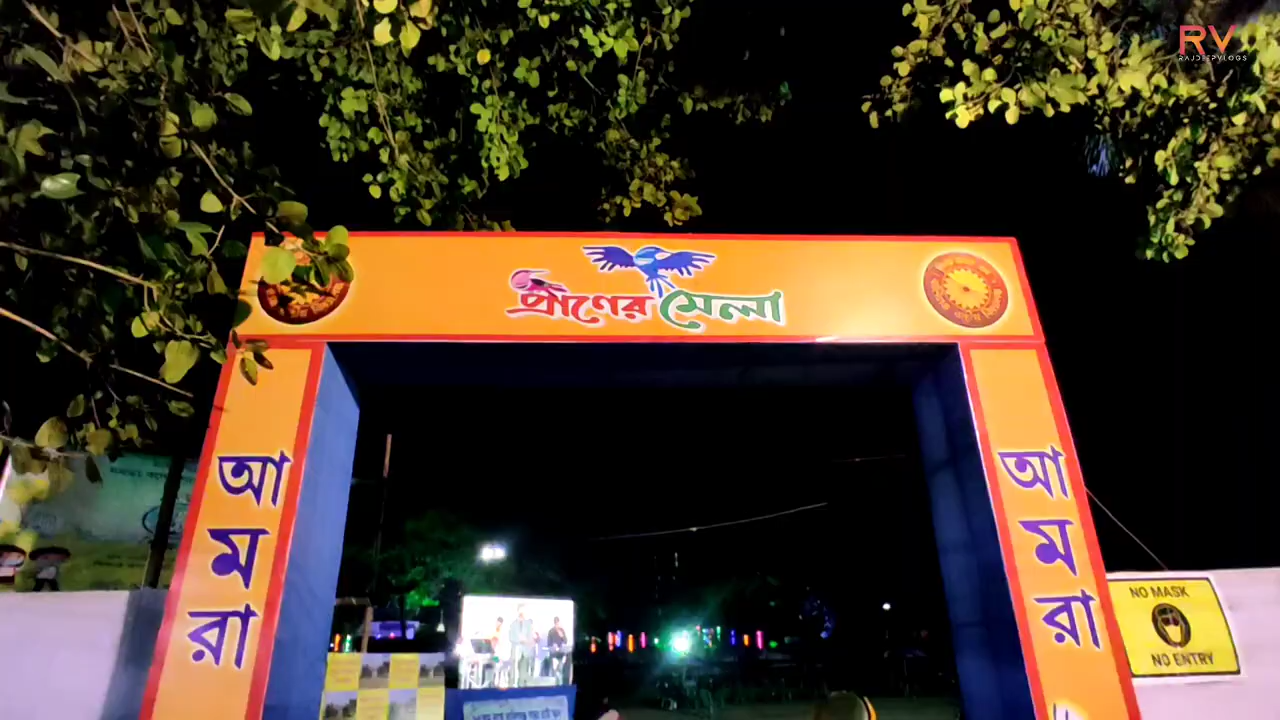 RV
RAJDEEPVLOGS
প্রাণের মেলা
আ
ম
রা
আ
ম
রা
NO MASK
NO ENTRY